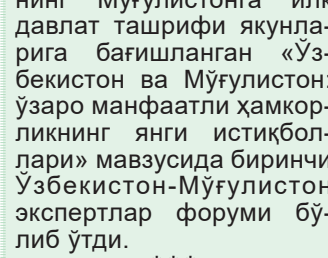 нинг Мўғулистонга илк
давлат ташрифи якунла-
рига бағишланган «Ўз-
бекистон ва Мўғулистон:
ўзаро манфаатли ҳамкор-
ликнинг янги истиқбол-
лари» мавзусида биринчи
Ўзбекистон-Мўғулистон
экспертлар форуми бў-
либ ўтди.